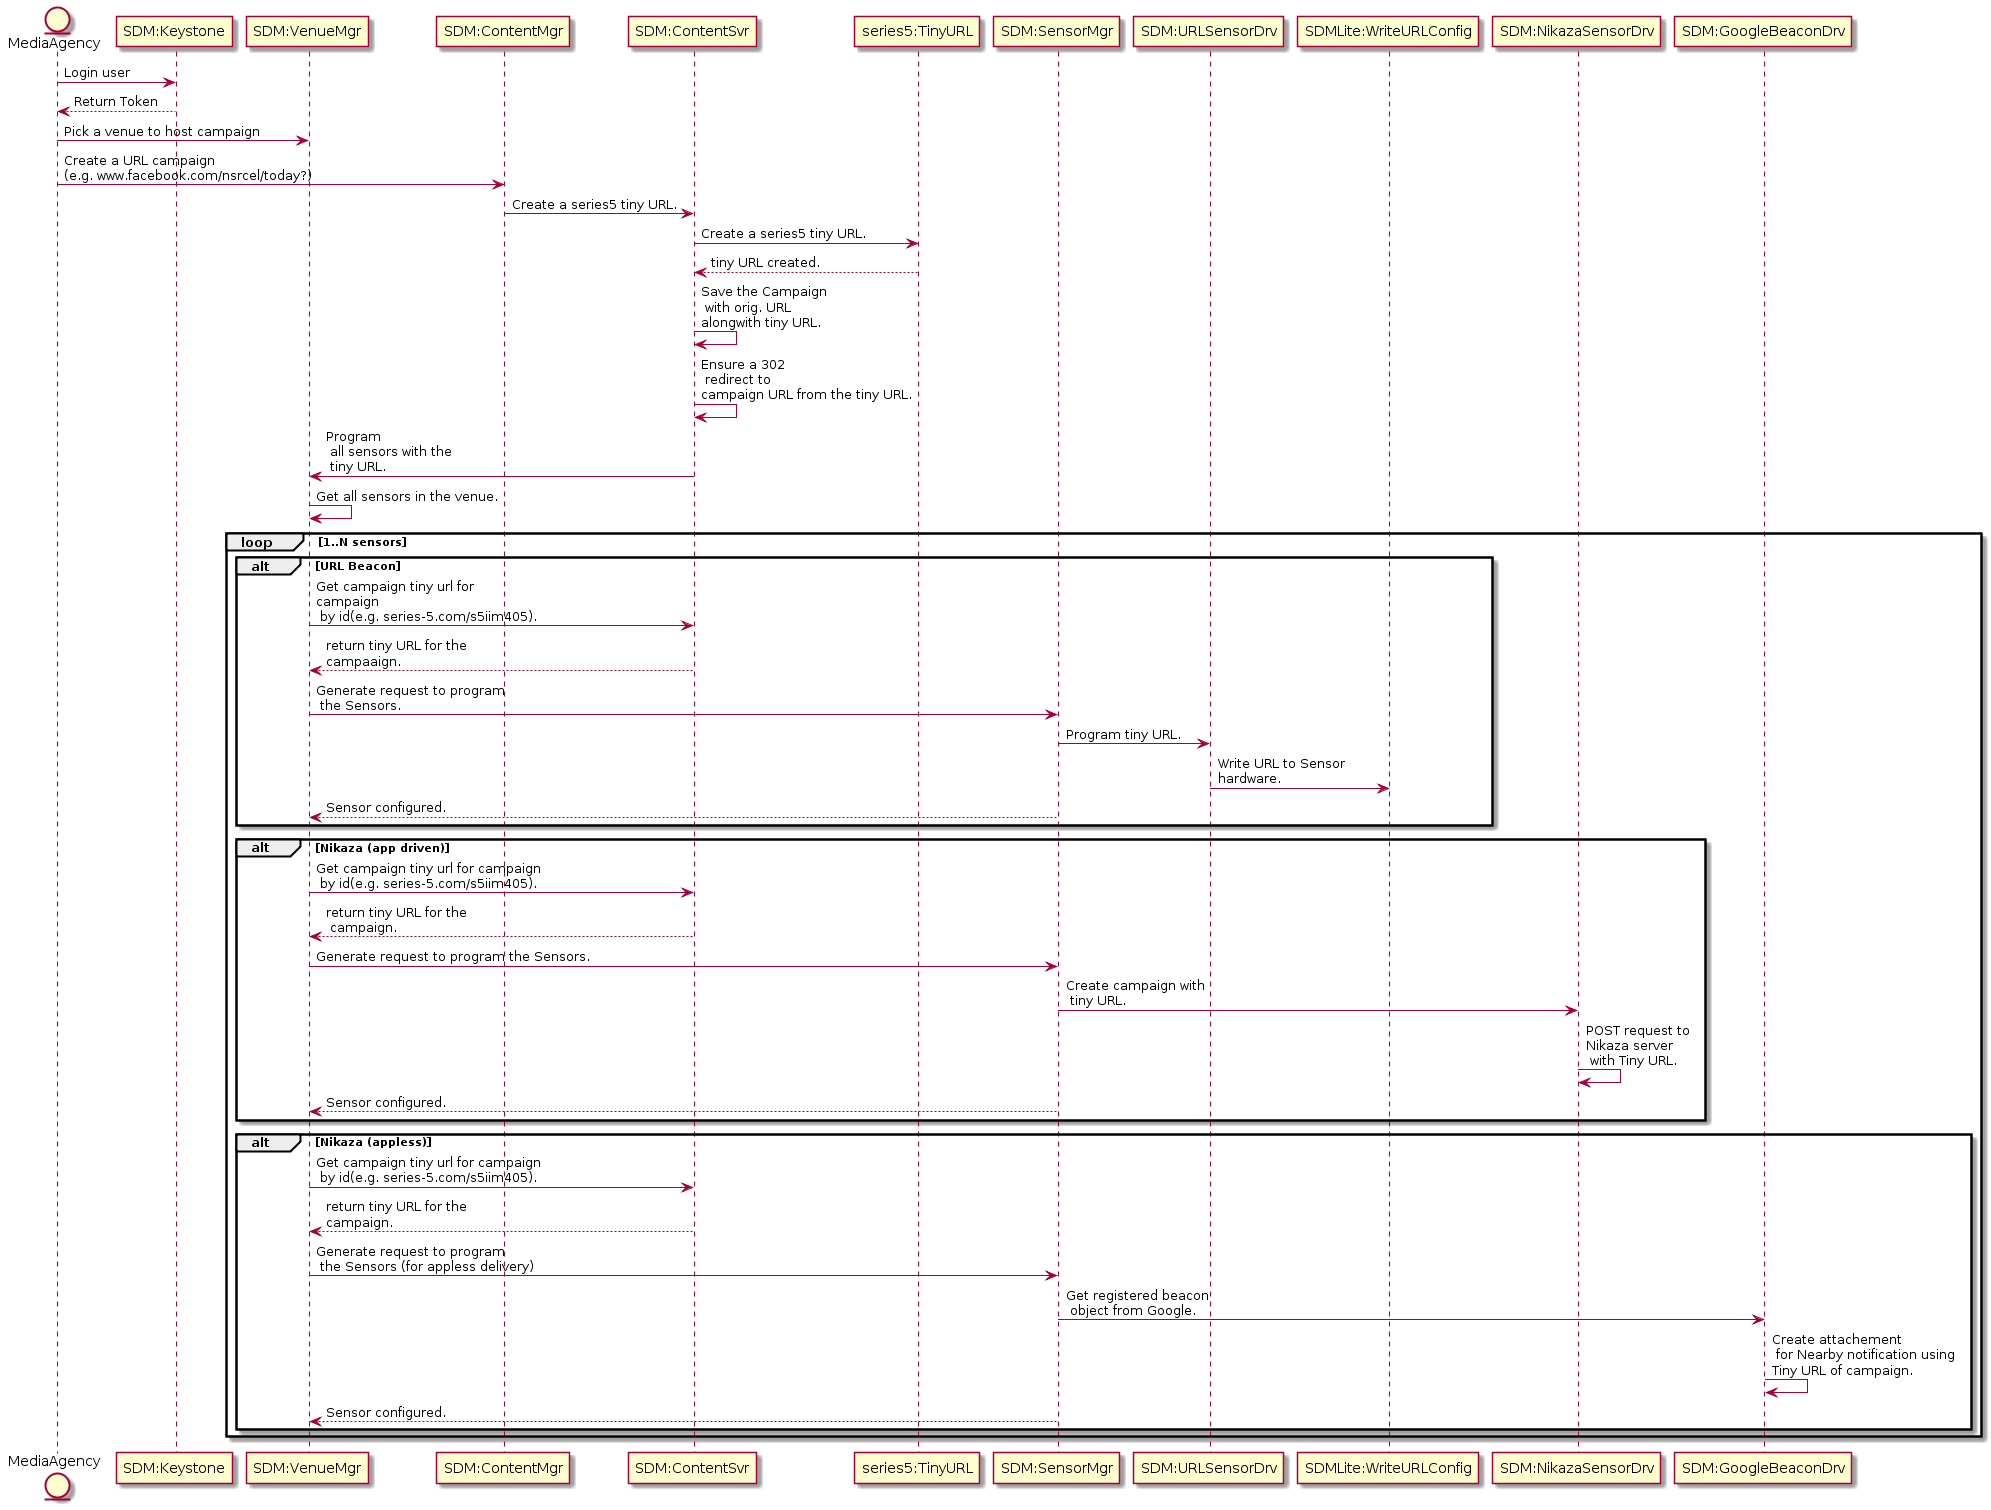 MediaAgency
SDM:Keystone
SDM:VenueMgr
SDM:ContentMgr
SDM:ContentSvr
series5:TinyURL
SDM:SensorMgr
SDM:URLSensorDrv
SDMLite:WriteURLConfig
SDM:NikazaSensorDrv
SDM:GoogleBeaconDrv
Login user
Return Token
Pick a venue to host campaign
Create a URL campaign
(e.g. www.facebook.com/nsrcel/today?)
Create a series5 tiny URL.
Create a series5 tiny URL.
tiny URL created.
Save the Campaign
with orig. URL
alongwith tiny URL.
Ensure a 302
redirect to
campaign URL from the tiny URL.
Program
all sensors with the
tiny URL.
Get all sensors in the venue.
loop [1..N sensors]
alt [URL Beacon]
Get campaign tiny url for
campaign
by id(e.g. series-5.com/s5iim405).
return tiny URL for the
campaaign.
Generate request to program
the Sensors.
Program tiny URL.
Write URL to Sensor
hardware.
Sensor configured.
alt [Nikaza (app driven)]
Get campaign tiny url for campaign
by id(e.g. series-5.com/s5iim405).
return tiny URL for the
campaign.
Generate request to program the Sensors.
Create campaign with
tiny URL.
POST request to
Nikaza server
with Tiny URL.
Sensor configured.
alt [Nikaza (appless)]
Get campaign tiny url for campaign
by id(e.g. series-5.com/s5iim405).
return tiny URL for the
campaign.
Generate request to program
the Sensors (for appless delivery)
Get registered beacon
object from Google.
Create attachement
for Nearby notification using
Tiny URL of campaign.
Sensor configured.
MediaAgency
SDM:Keystone
SDM:VenueMgr
SDM:ContentMgr
SDM:ContentSvr
series5:TinyURL
SDM:SensorMgr
SDM:URLSensorDrv
SDMLite:WriteURLConfig
SDM:NikazaSensorDrv
SDM:GoogleBeaconDrv